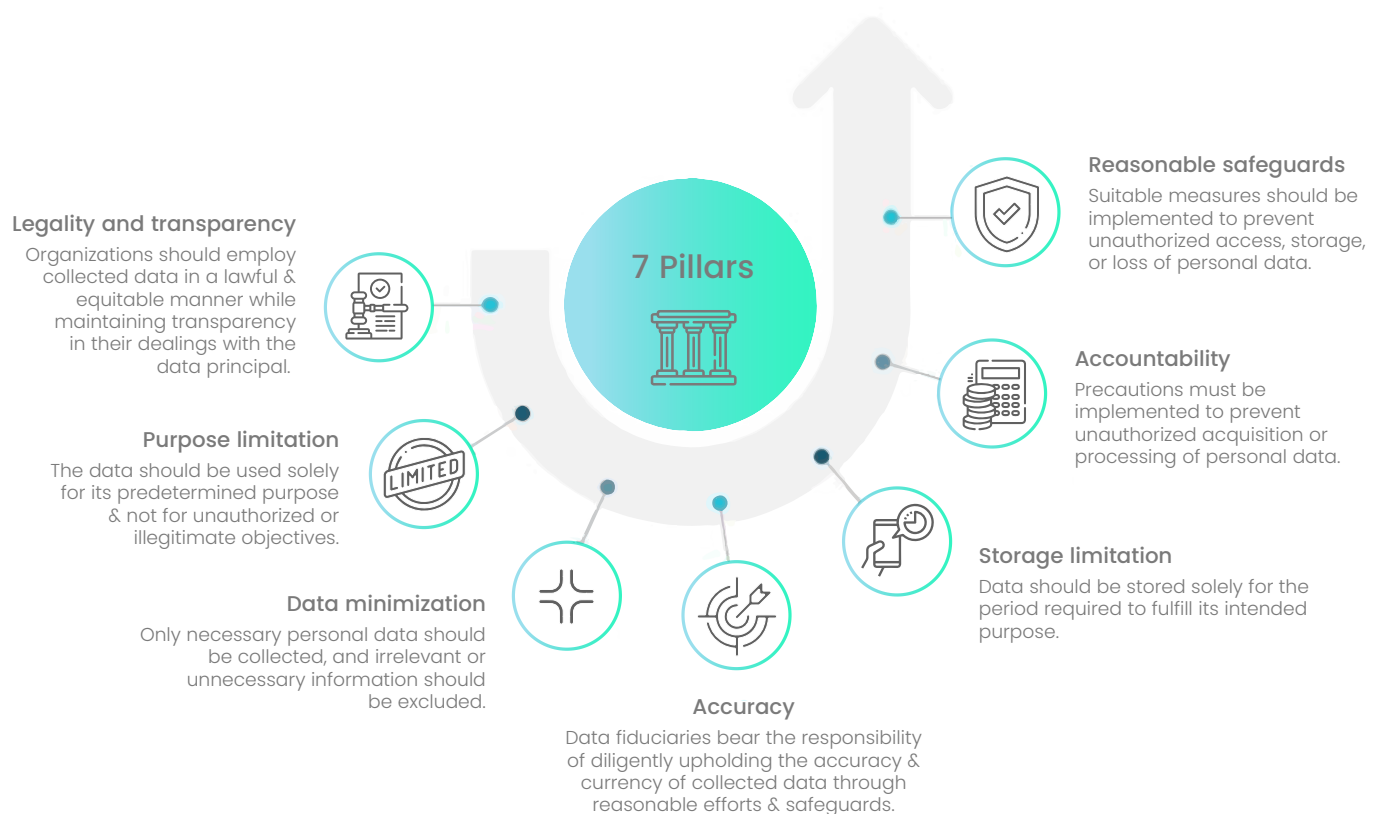 7 Pillars
Legality and transparency
Organizations should employ
collected data in a lawful &
equitable manner while
maintaining transparency
in their dealings with the
data principal.
Purpose limitation
The data should be used solely
for its predetermined purpose
& not for unauthorized or
illegitimate objectives.
LIMITED
Data minimization
Only necessary personal data should
be collected, and irrelevant or
unnecessary information should
be excluded.
Accuracy
Data fiduciaries bear the responsibility
of diligently upholding the accuracy &
currency of collected data through
reasonable efforts & safeguards.
Storage limitation
Data should be stored solely for the
period required to fulfill its intended
purpose.
Accountability
Precautions must be
implemented to prevent
unauthorized acquisition or
processing of personal data.
Reasonable safeguards
Suitable measures should be
implemented to prevent
unauthorized access, storage,
or loss of personal data.